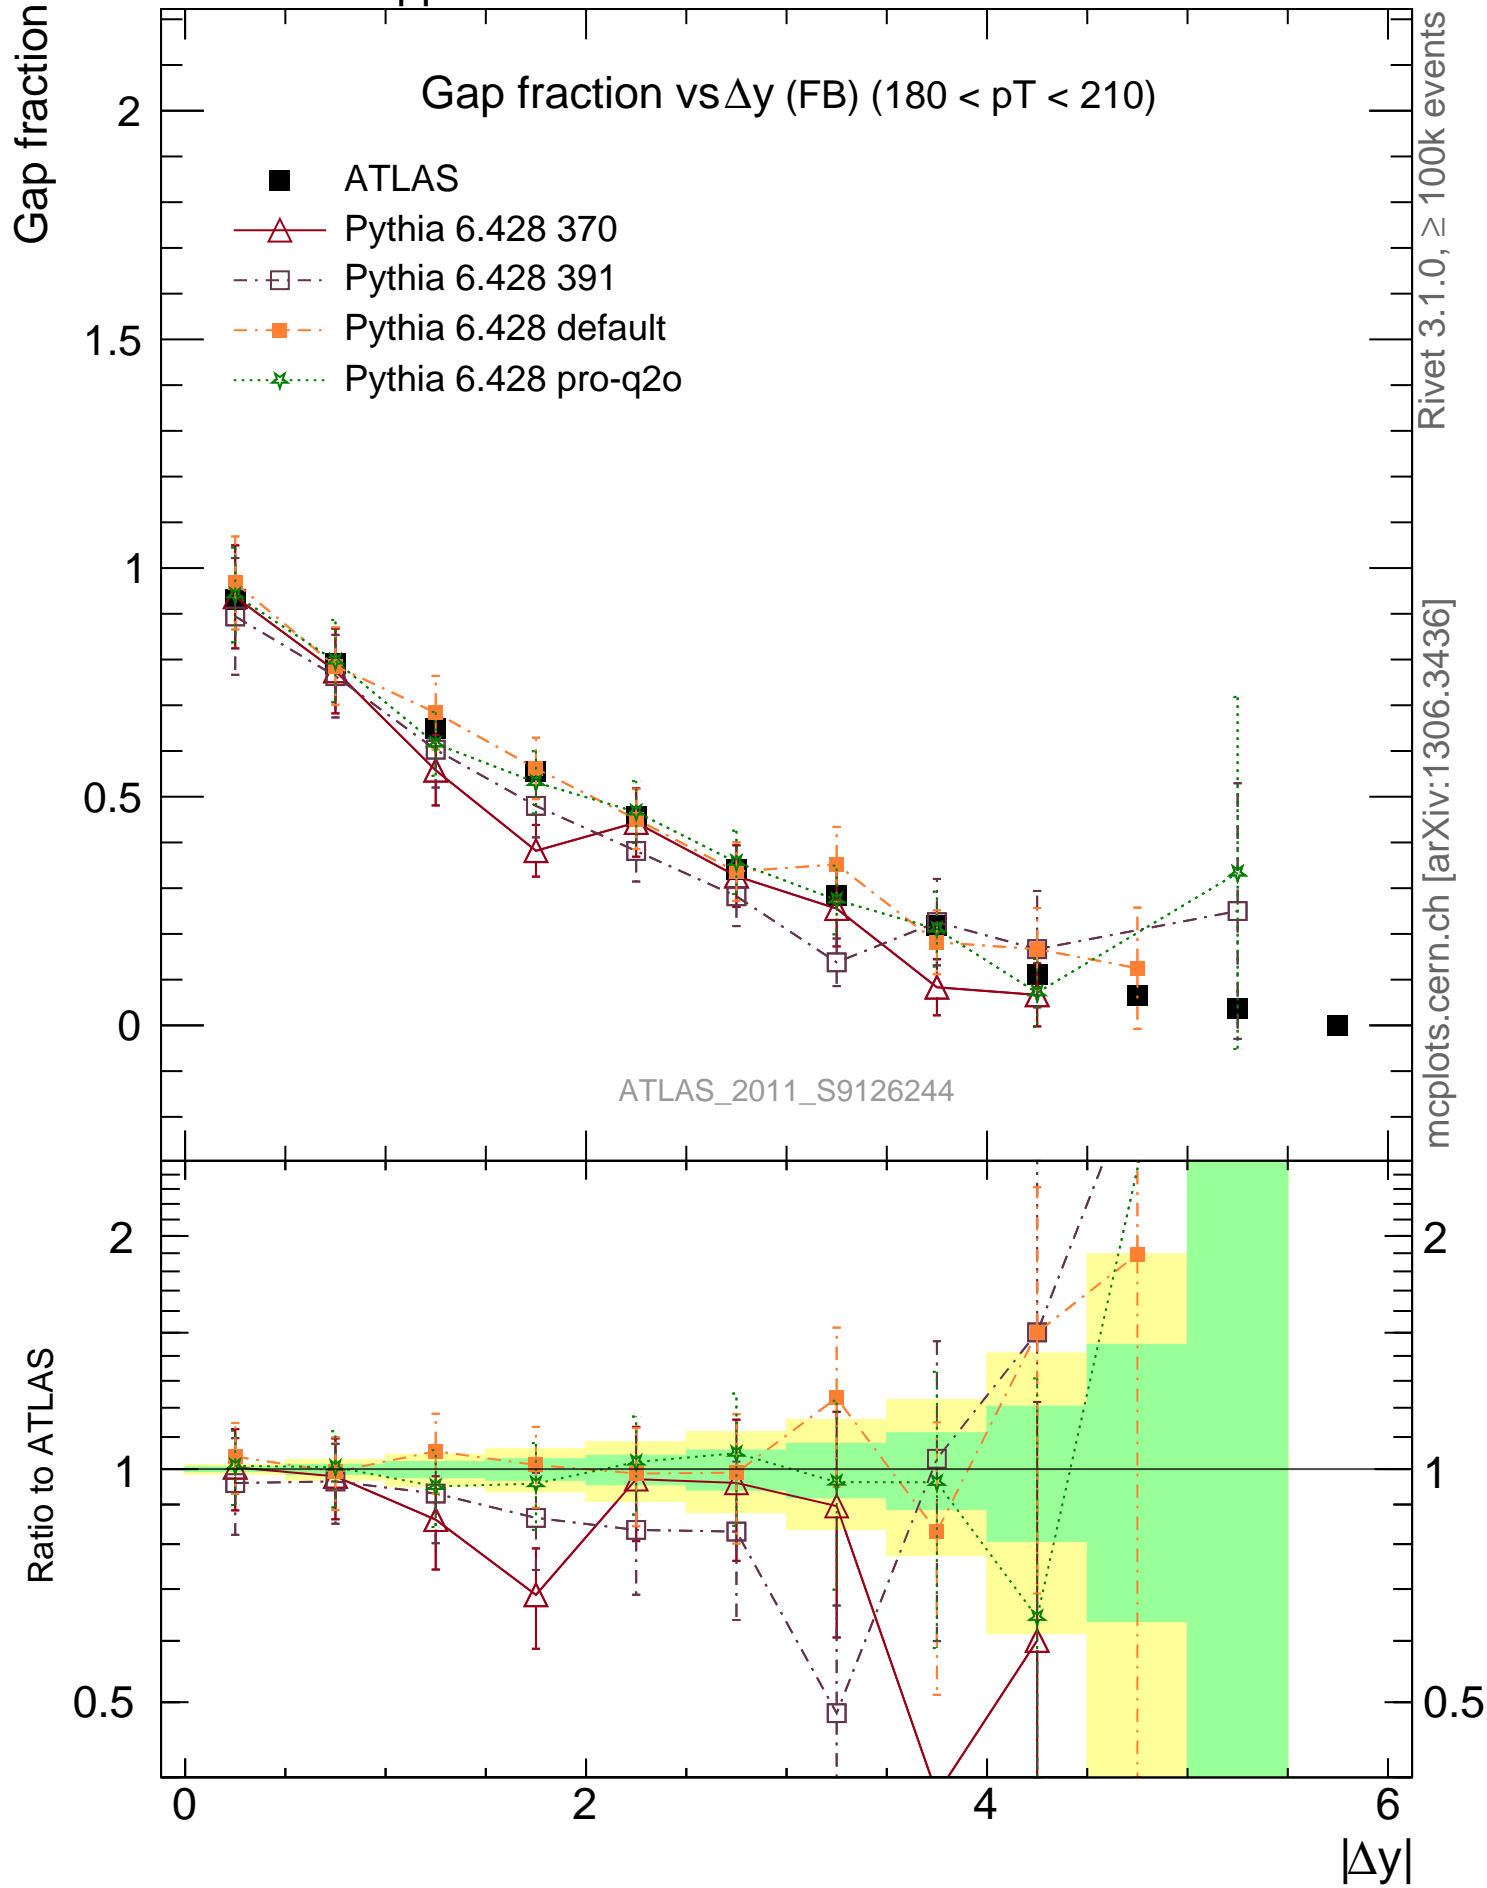 Gap fraction vs Δy (FB) (180 < pT < 210)
Gap fraction
ATLAS
Pythia 6.428 370
Pythia 6.428 391
Pythia 6.428 default
Pythia 6.428 pro-q2o
2
1.5
1
0.5
0
ATLAS_2011_S9126244
Rivet 3.1.0, ≥ 100k events
mcplots.cern.ch [arXiv:1306.3436]
Ratio to ATLAS
2
1
0.5
2
1
0.5
0
2
4
6
|Δy|